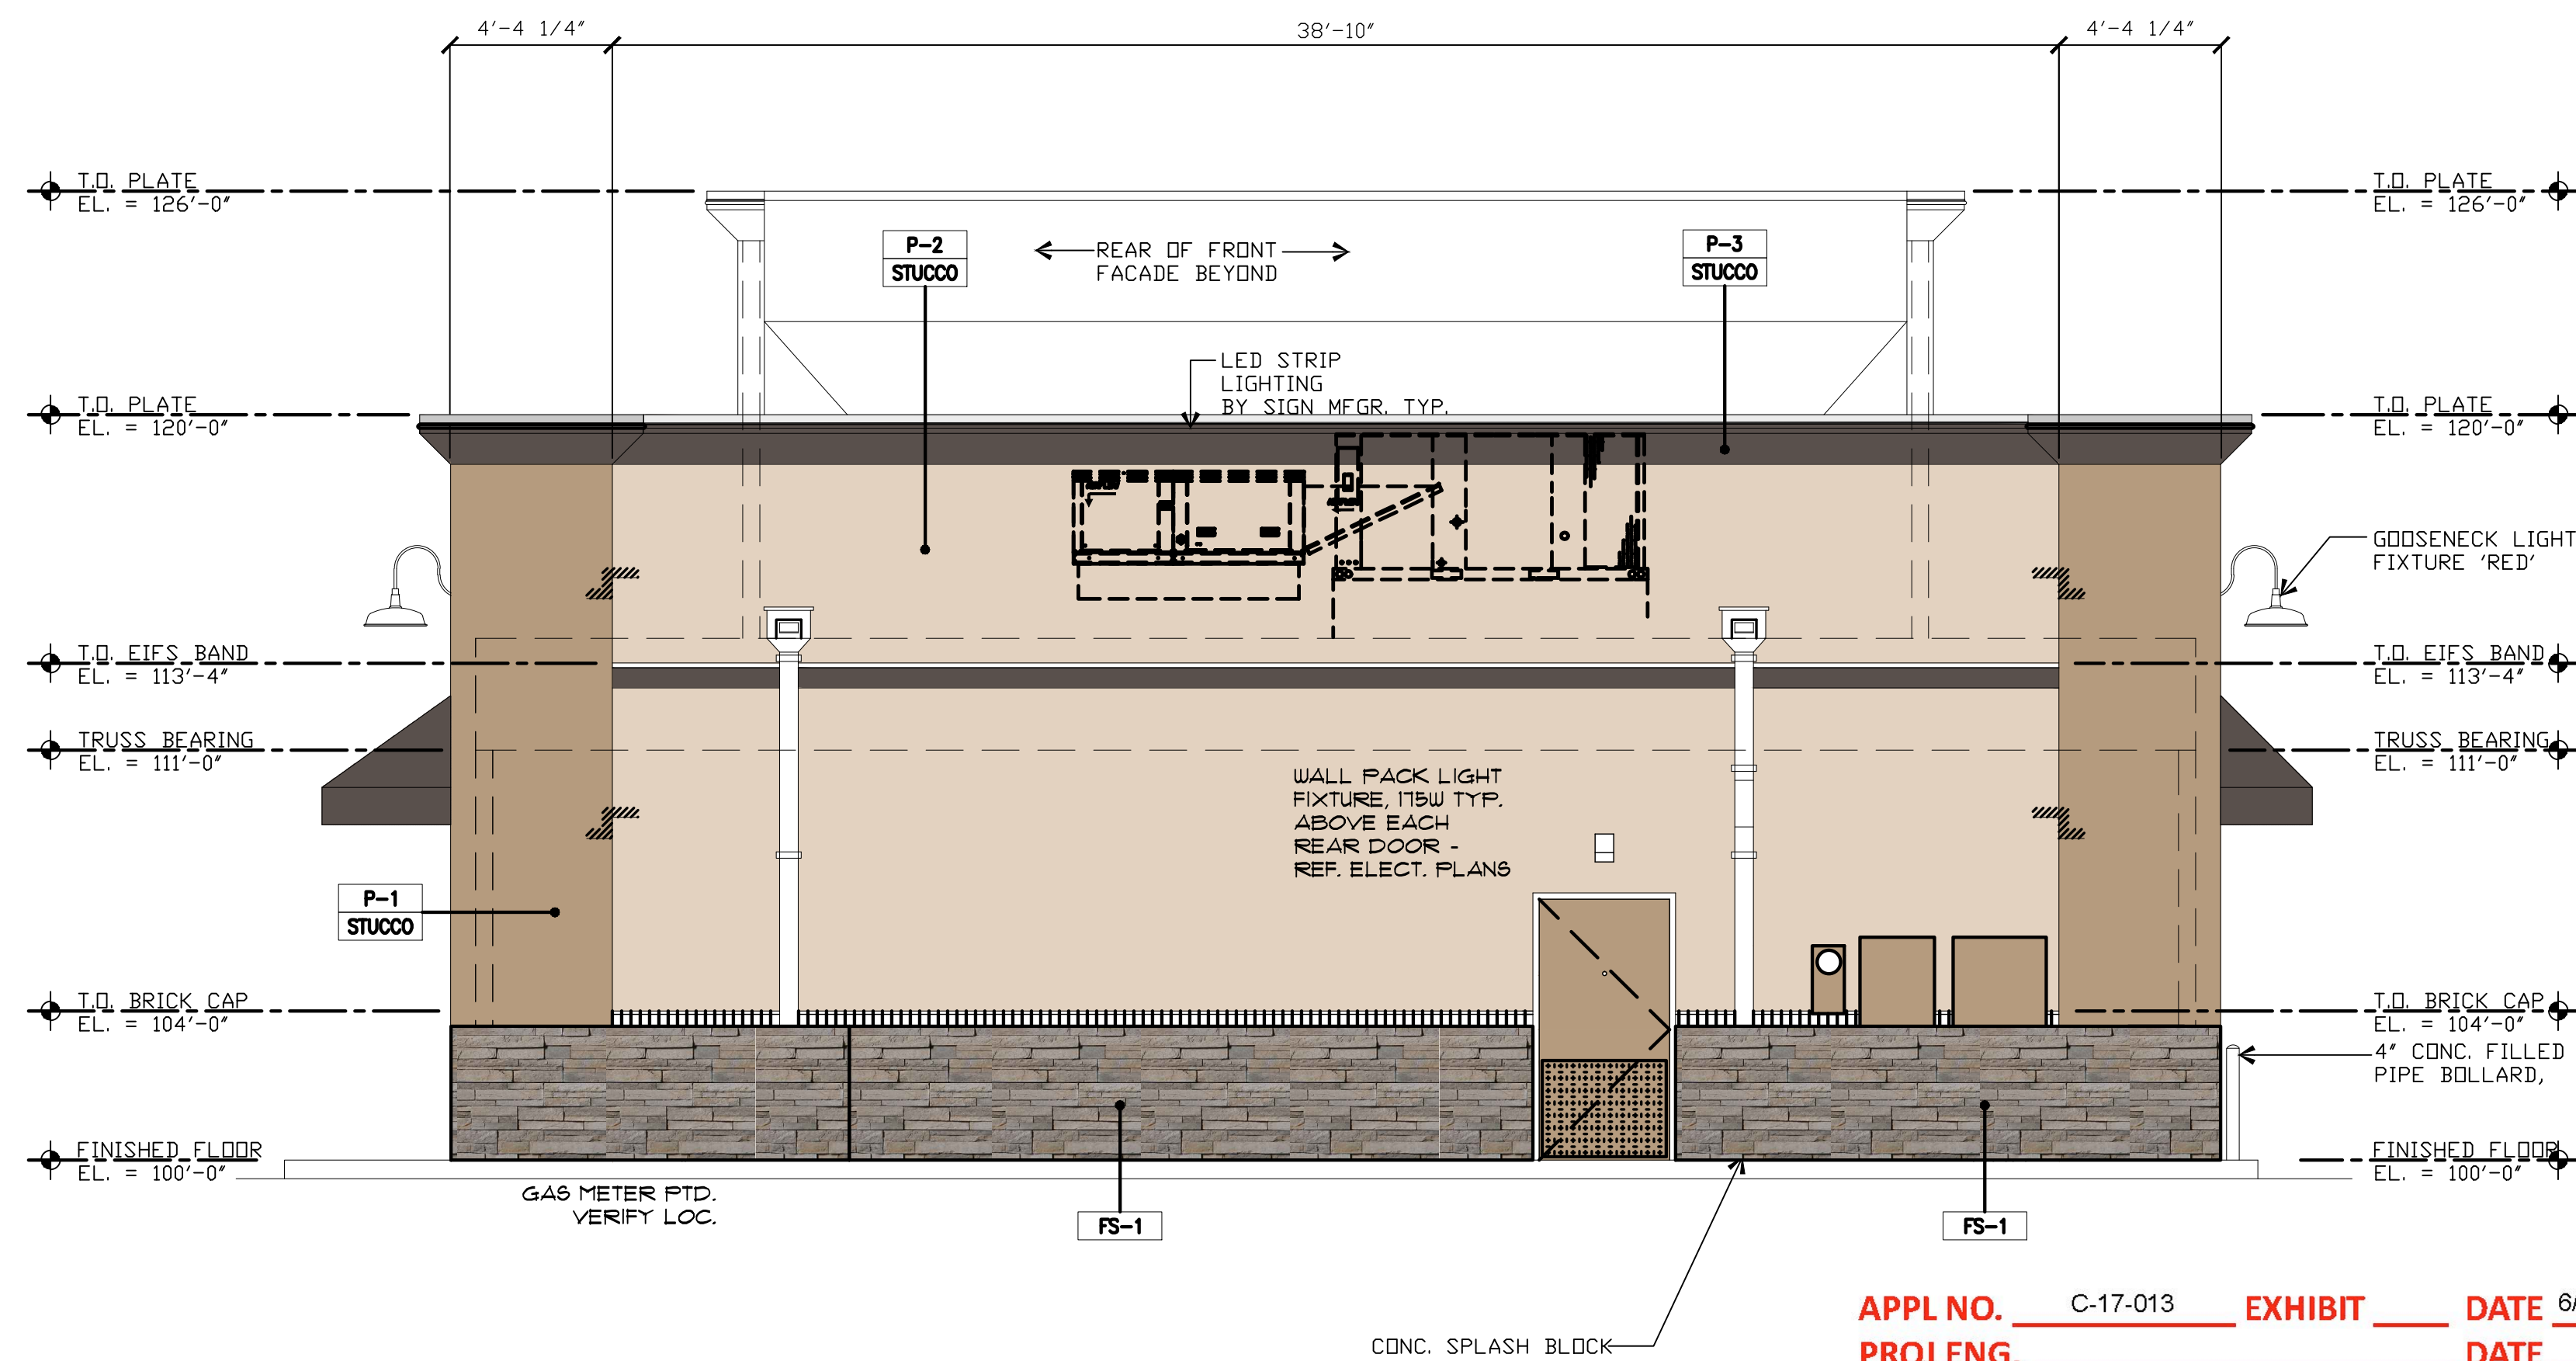 4'-4 1/4"
38'-10"
4'-4 1/4"
T.O. PLATE
EL. = 126'-0"
T.O. PLATE
EL. = 126'-0"
P-2
STUCCO
REAR OF FRONT
FACADE BEYOND
P-3
STUCCO
LED STRIP
LIGHTING
BY SIGN MFGR. TYP.
T.O. PLATE
EL. = 120'-0"
T.O. PLATE
EL. = 120'-0"
GOOSENECK LIGHT
FIXTURE 'RED'
T.O. EIFS BAND
EL. = 113'-4"
T.O. EIFS BAND
EL. = 113'-4"
TRUSS BEARING
EL. = 111'-0"
TRUSS BEARING
EL. = 111'-0"
WALL PACK LIGHT
FIXTURE, 175W TYP.
ABOVE EACH
REAR DOOR -
REF. ELECT. PLANS
P-1
STUCCO
T.O. BRICK CAP
EL. = 104'-0"
T.O. BRICK CAP
EL. = 104'-0"
4" CONC. FILLED
PIPE BOLLARD,
FINISHED FLOOR
EL. = 100'-0"
FINISHED FLOOR
EL. = 100'-0"
GAS METER PTD.
VERIFY LOC.
FS-1
FS-1
CONC. SPLASH BLOCK
APPL NO. C-17-013 EXHIBIT DATE 6/
PROJ ENG. DATE